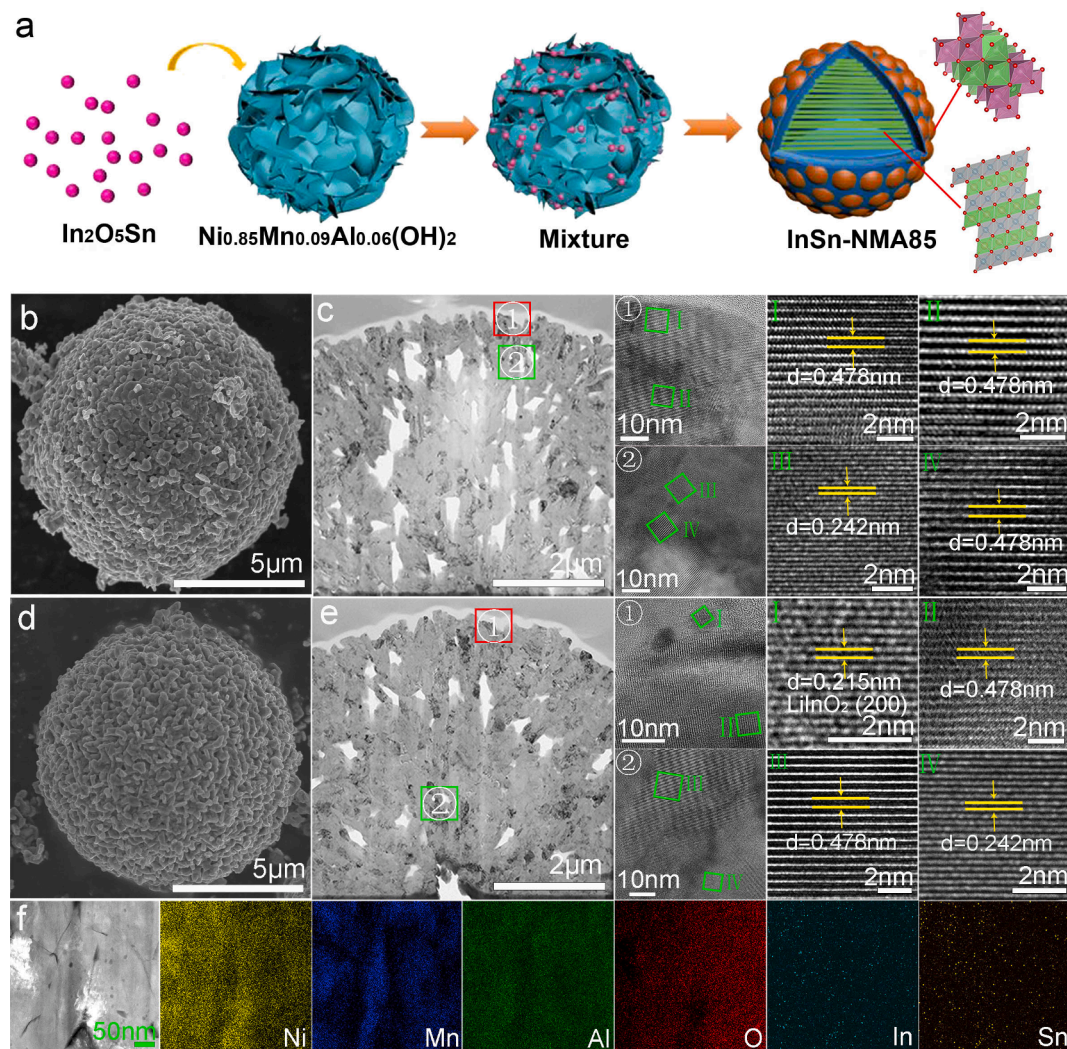 a
In₂O₅Sn
Ni₀.₈₅Mn₀.₀₉Al₀.₀₆(OH)₂
Mixture
InSn-NMA85
b
5μm
c
①
②
2μm
①
I
II
10nm
I
d=0.478nm
2nm
II
d=0.478nm
2nm
②
III
IV
10nm
III
d=0.242nm
2nm
IV
d=0.478nm
2nm
d
5μm
e
①
②
2μm
①
I
II
10nm
I
d=0.215nm
LiInO₂ (200)
2nm
II
d=0.478nm
2nm
②
III
IV
10nm
III
d=0.478nm
2nm
IV
d=0.242nm
2nm
f
50nm
Ni
Mn
Al
O
In
Sn